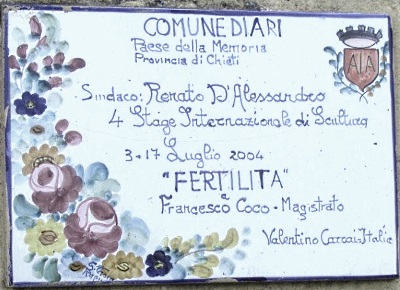 COMUNE DI ARI
Paese della Memoria
Provincia di Chieti
AIA
Sindaco: Renato D'Alessandro
4 Stage Internazionale di Scultura
3-17 Luglio 2004
"FERTILITA"
a
Francesco Coco - Magistrato
Valentino Carcai-Italia